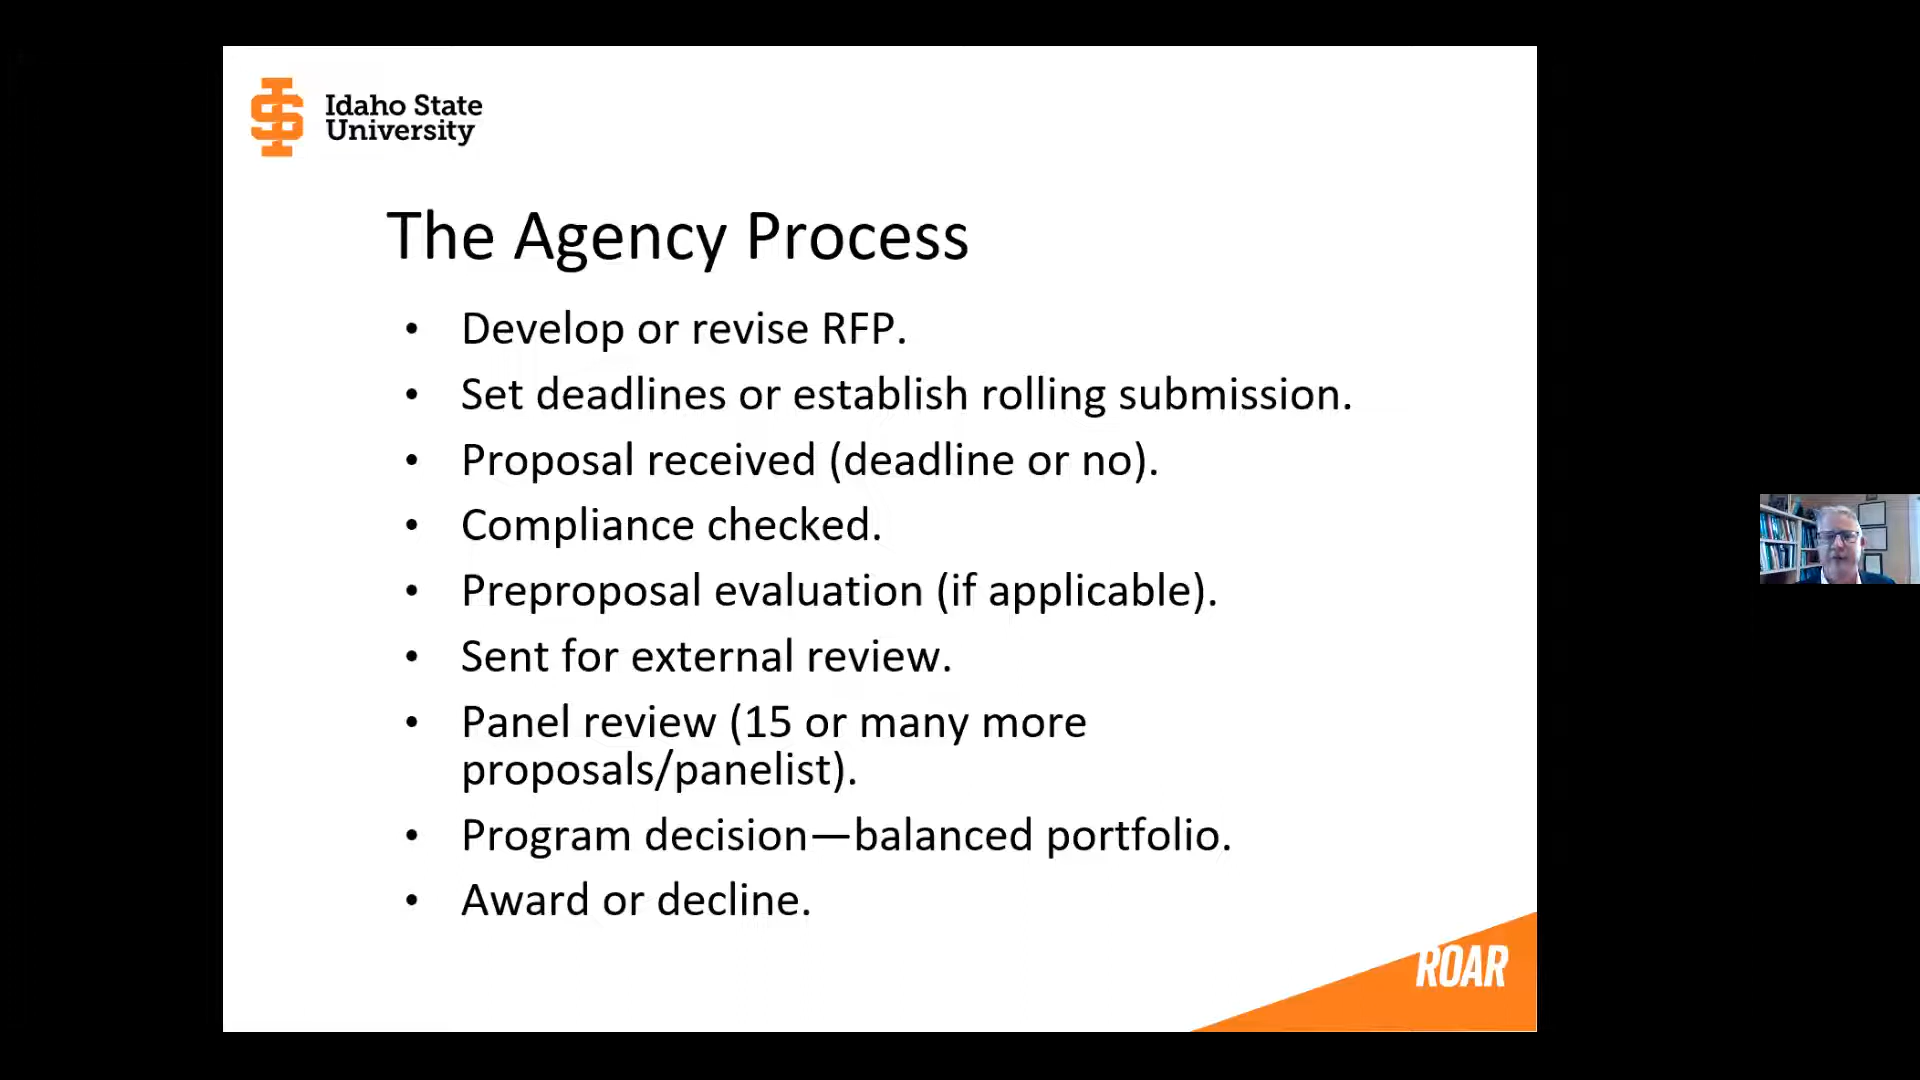 Idaho State
University
The Agency Process
• Develop or revise RFP.
• Set deadlines or establish rolling submission.
• Proposal received (deadline or no).
• Compliance checked.
• Preproposal evaluation (if applicable).
• Sent for external review.
• Panel review (15 or many more
proposals/panelist).
• Program decision—balanced portfolio.
• Award or decline.
ROAR